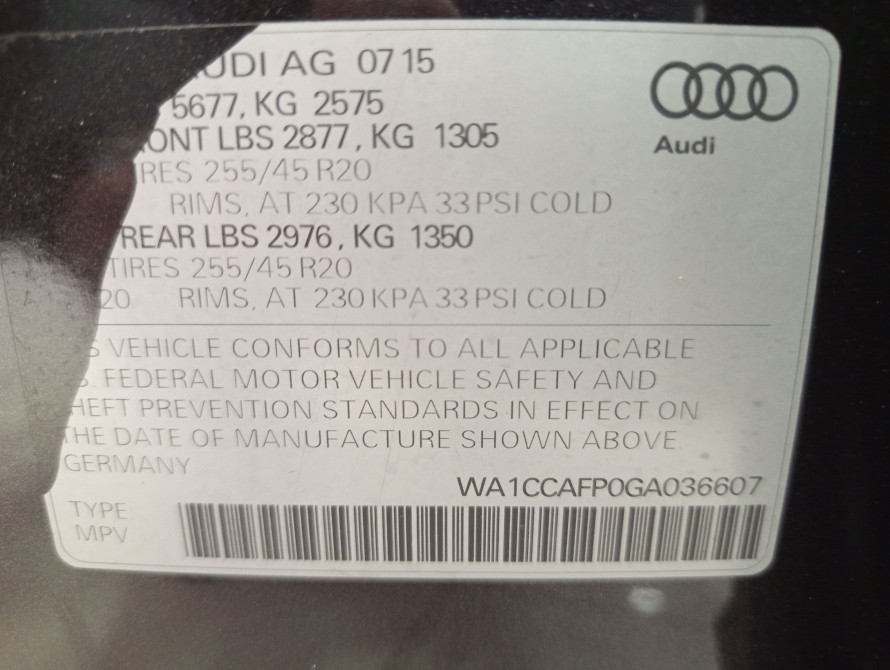 UDI AG 07 15
5677, KG 2575
ONT LBS 2877, KG 1305
RES 255/45 R20
RIMS, AT 230 KPA 33 PSI COLD
REAR LBS 2976, KG 1350
TIRES 255/45 R20
20 RIMS, AT 230 KPA 33 PSI COLD
Audi
S VEHICLE CONFORMS TO ALL APPLICABLE
S. FEDERAL MOTOR VEHICLE SAFETY AND
HEFT PREVENTION STANDARDS IN EFFECT ON
THE DATE OF MANUFACTURE SHOWN ABOVE
GERMANY
WA1CCAFP0GA036607
TYPE
MPV